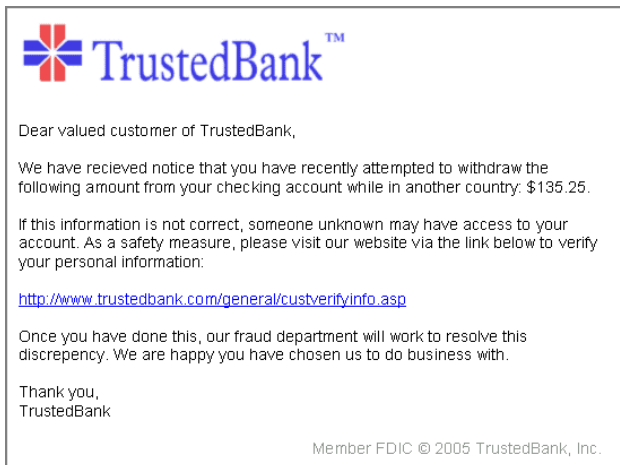 TrustedBank™
Dear valued customer of TrustedBank,
We have recieved notice that you have recently attempted to withdraw the
following amount from your checking account while in another country: $135.25.
If this information is not correct, someone unknown may have access to your
account. As a safety measure, please visit our website via the link below to verify
your personal information:
http://www.trustedbank.com/general/custverifyinfo.asp
Once you have done this, our fraud department will work to resolve this
discrepency. We are happy you have chosen us to do business with.
Thank you,
TrustedBank
Member FDIC © 2005 TrustedBank, Inc.